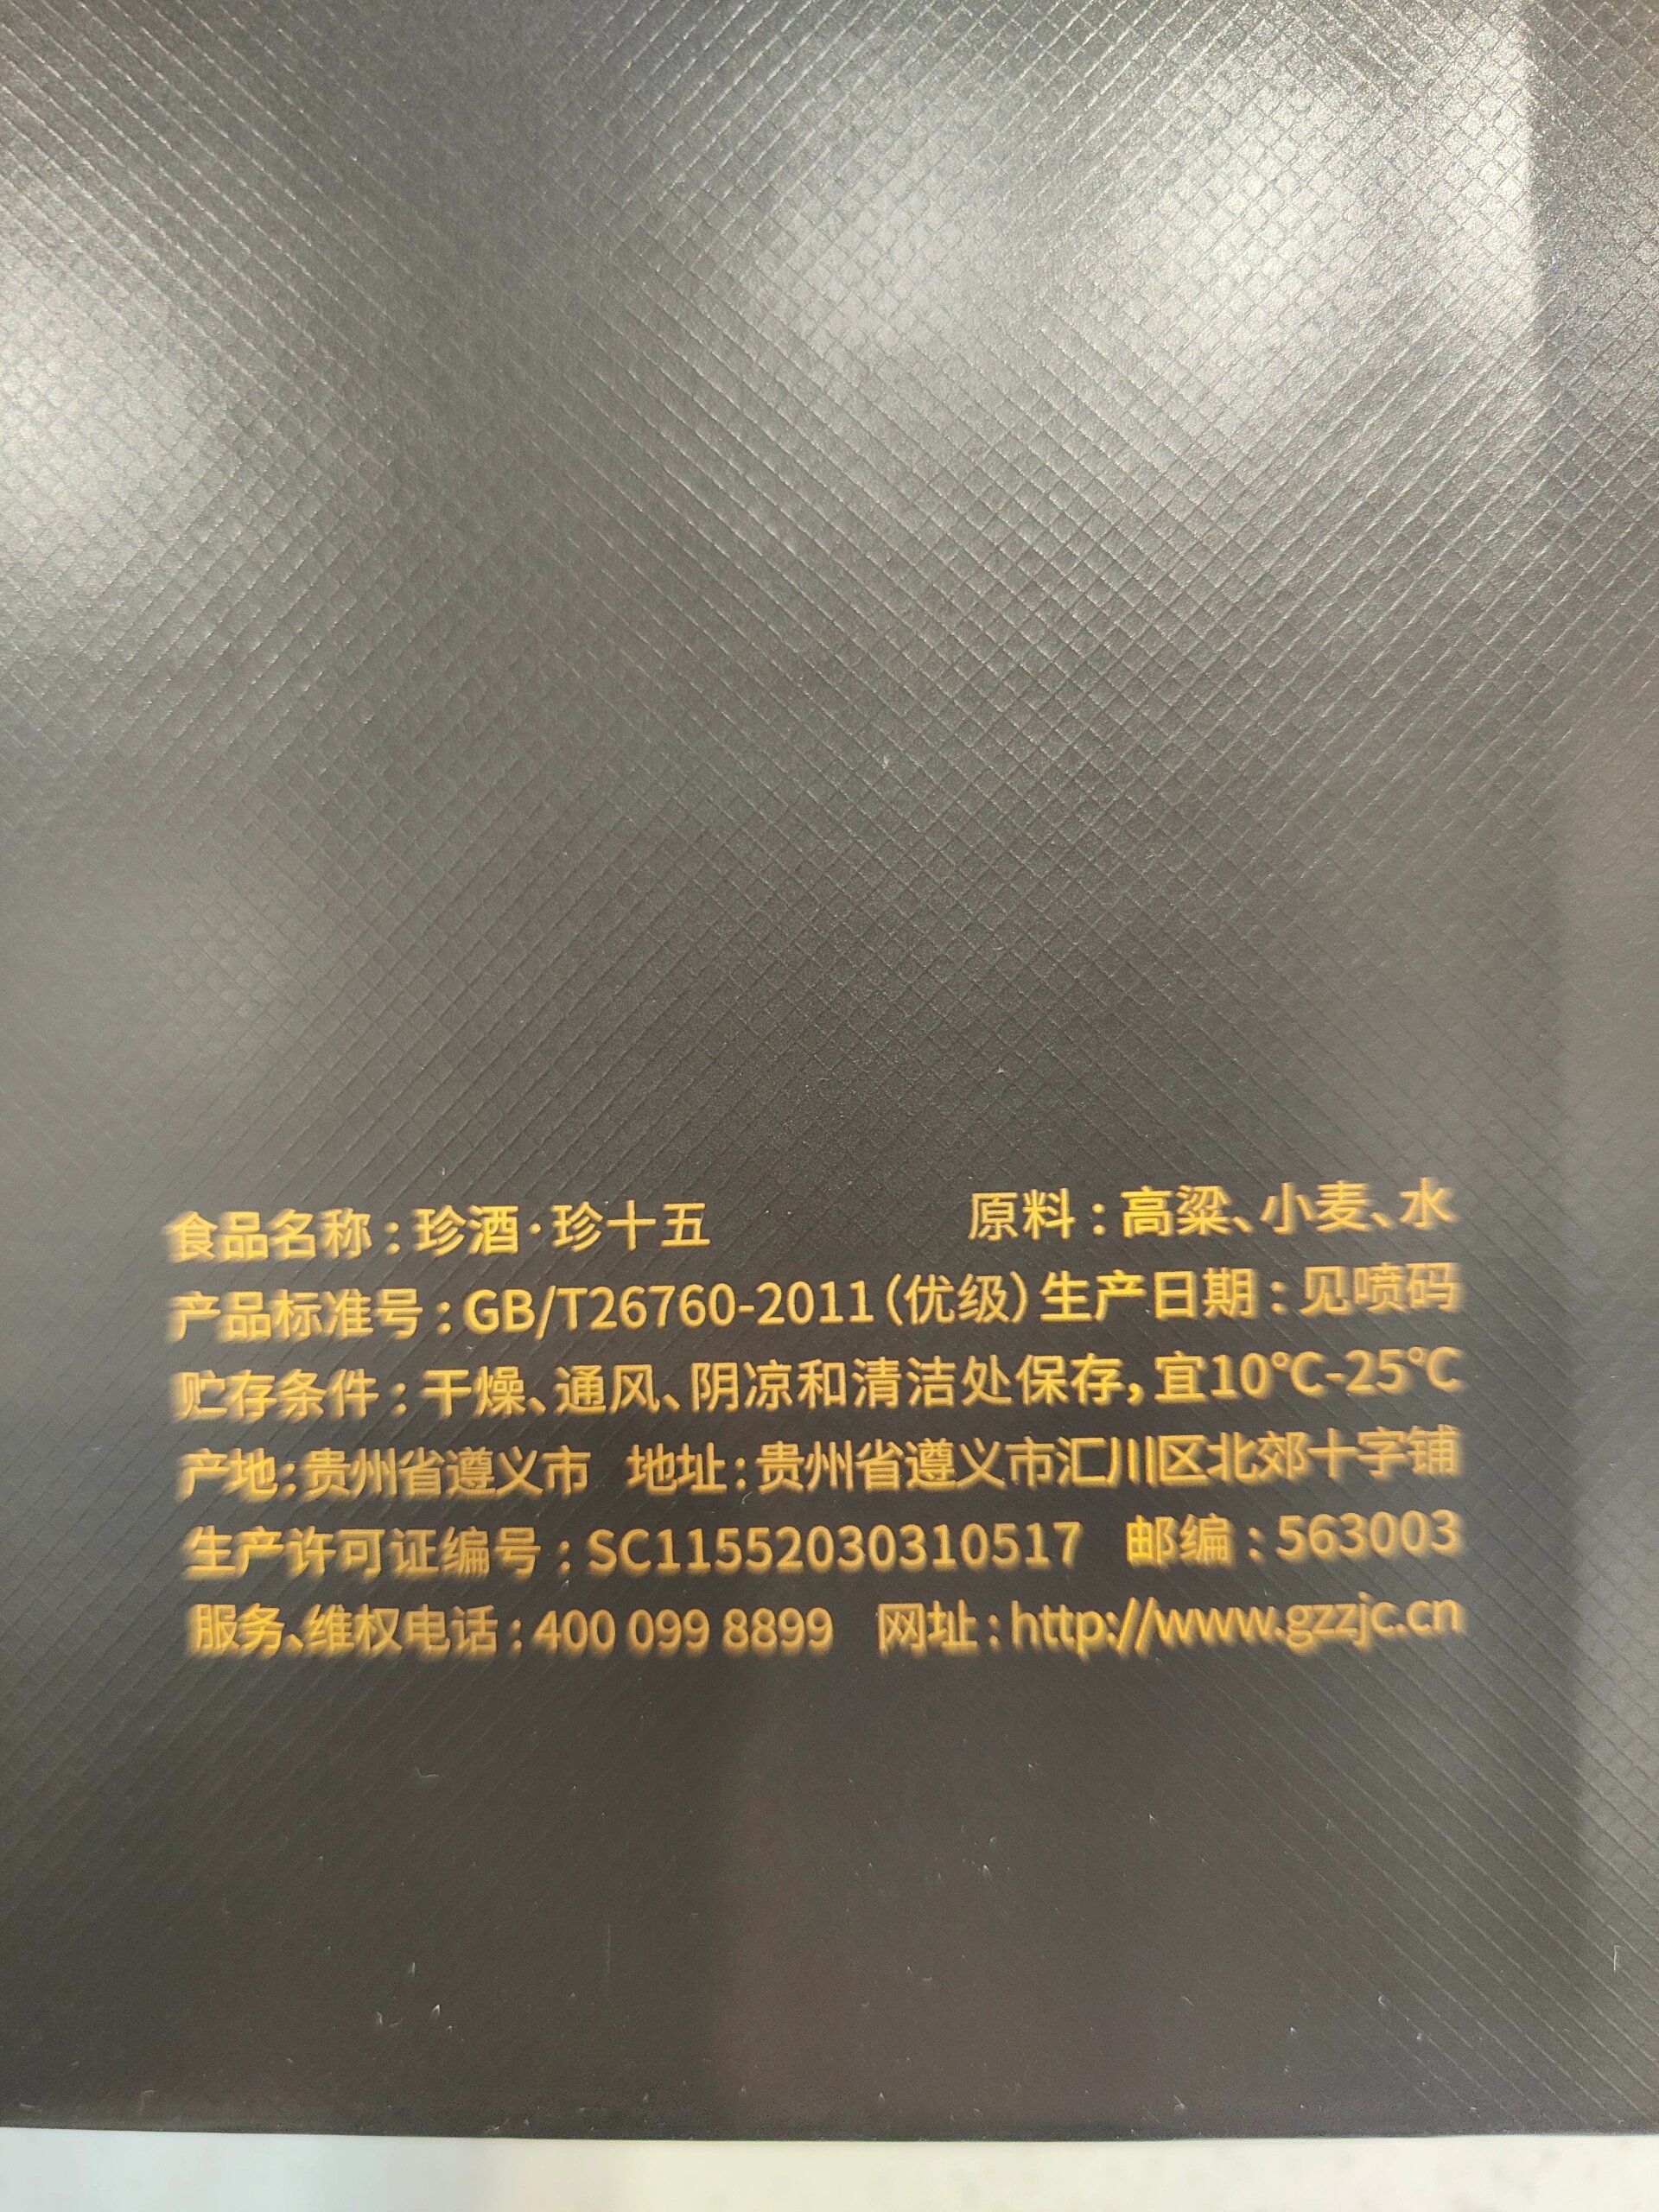 食品名称：珍酒·珍十五 原料：高粱、小麦、水
产品标准号：GB/T26760-2011（优级）生产日期：见喷码
贮存条件：干燥、通风、阴凉和清洁处保存，宜10℃-25℃
产地：贵州省遵义市 地址：贵州省遵义市汇川区北郊十字铺
生产许可证编号：SC11552030310517 邮编：563003
服务、维权电话：400 099 8899 网址：http://www.gzzjc.cn